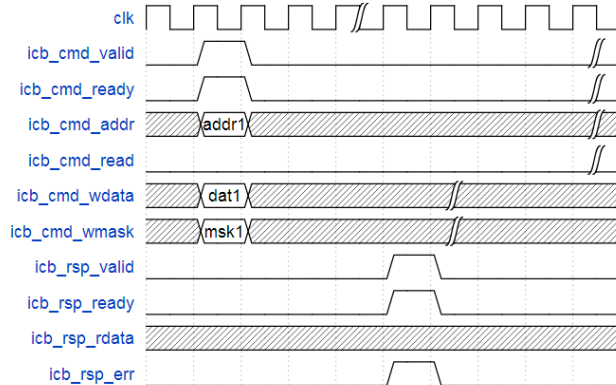 clk
icb_cmd_valid
icb_cmd_ready
icb_cmd_addr addr1
icb_cmd_read
icb_cmd_wdata dat1
icb_cmd_wmask msk1
icb_rsp_valid
icb_rsp_ready
icb_rsp_rdata
icb_rsp_err